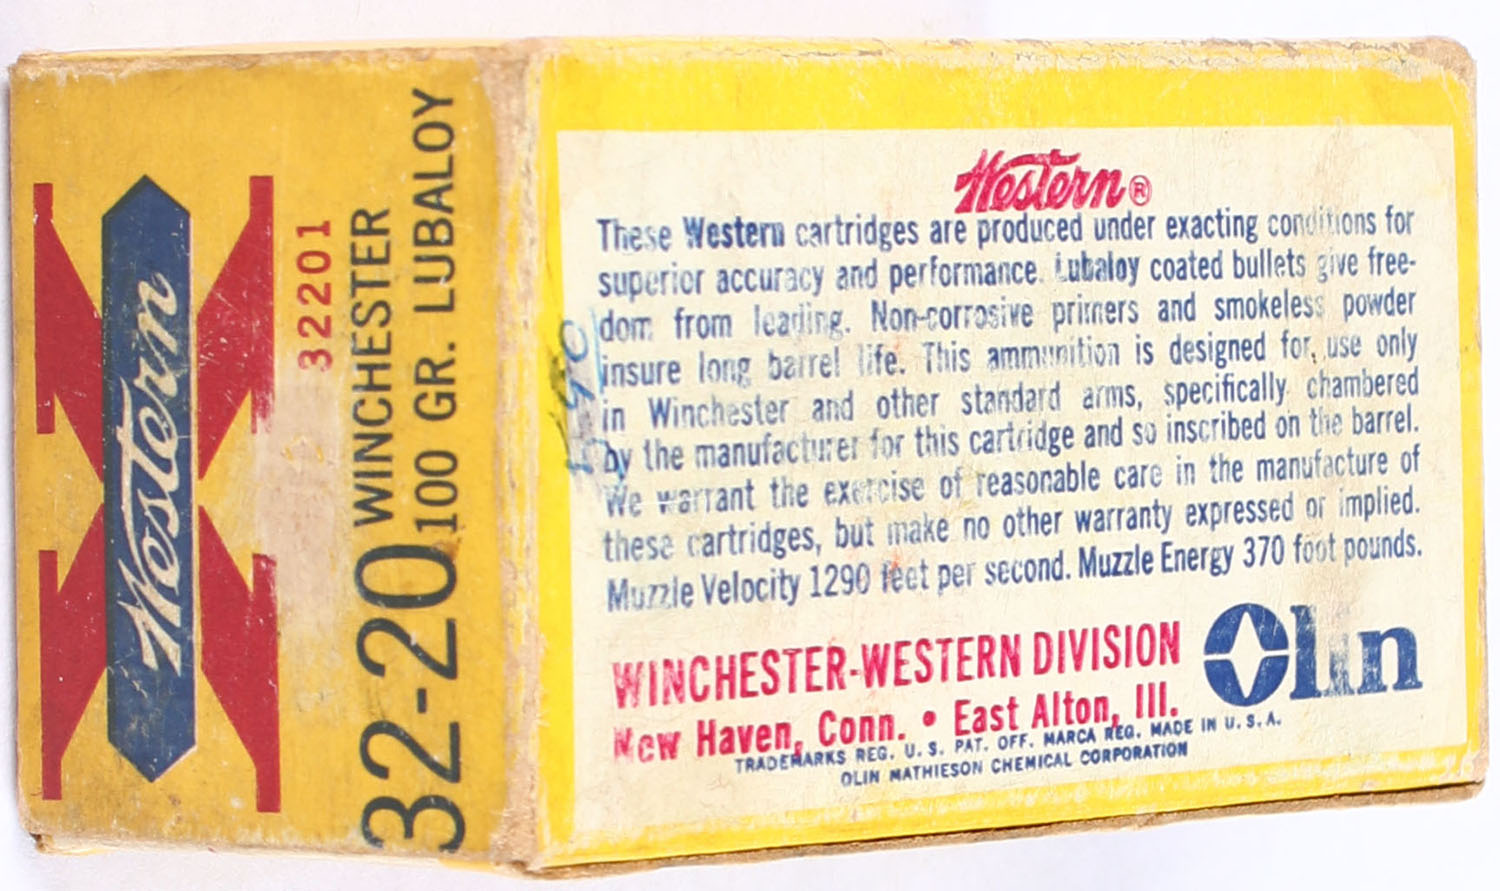 Western
32201
32-20 WINCHESTER
100 GR. LUBALOY
Western®
These Western cartridges are produced under exacting conditions for
superior accuracy and performance. Lubaloy coated bullets give free-
dom from leading. Non-corrosive primers and smokeless powder
insure long barrel life. This ammunition is designed for use only
in Winchester and other standard arms, specifically chambered
by the manufacturer for this cartridge and so inscribed on the barrel.
We warrant the exercise of reasonable care in the manufacture of
these cartridges, but make no other warranty expressed or implied.
Muzzle Velocity 1290 feet per second. Muzzle Energy 370 foot pounds.
WINCHESTER-WESTERN DIVISION
New Haven, Conn. • East Alton, Ill.
Olin
TRADEMARKS REG. U. S. PAT. OFF. MARCA REG. MADE IN U. S. A.
OLIN MATHIESON CHEMICAL CORPORATION